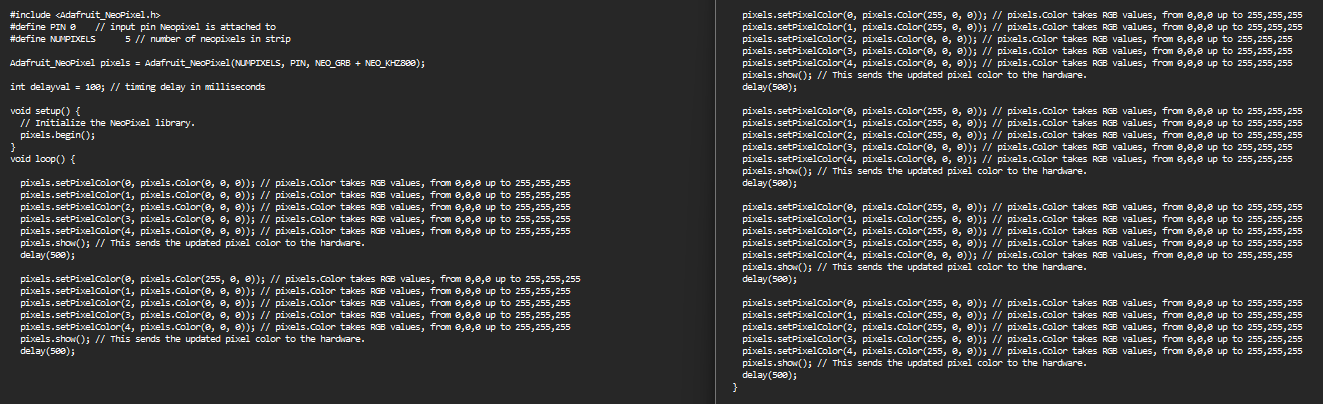 #include <Adafruit_NeoPixel.h>
#define PIN 0    // input pin Neopixel is attached to
#define NUMPIXELS      5 // number of neopixels in strip

Adafruit_NeoPixel pixels = Adafruit_NeoPixel(NUMPIXELS, PIN, NEO_GRB + NEO_KHZ800);

int delayval = 100; // timing delay in milliseconds

void setup() {
  // Initialize the NeoPixel library.
  pixels.begin();
}
void loop() {

  pixels.setPixelColor(0, pixels.Color(0, 0, 0)); // pixels.Color takes RGB values, from 0,0,0 up to 255,255,255
  pixels.setPixelColor(1, pixels.Color(0, 0, 0)); // pixels.Color takes RGB values, from 0,0,0 up to 255,255,255
  pixels.setPixelColor(2, pixels.Color(0, 0, 0)); // pixels.Color takes RGB values, from 0,0,0 up to 255,255,255
  pixels.setPixelColor(3, pixels.Color(0, 0, 0)); // pixels.Color takes RGB values, from 0,0,0 up to 255,255,255
  pixels.setPixelColor(4, pixels.Color(0, 0, 0)); // pixels.Color takes RGB values, from 0,0,0 up to 255,255,255
  pixels.show(); // This sends the updated pixel color to the hardware.
  delay(500);

  pixels.setPixelColor(0, pixels.Color(255, 0, 0)); // pixels.Color takes RGB values, from 0,0,0 up to 255,255,255
  pixels.setPixelColor(1, pixels.Color(0, 0, 0)); // pixels.Color takes RGB values, from 0,0,0 up to 255,255,255
  pixels.setPixelColor(2, pixels.Color(0, 0, 0)); // pixels.Color takes RGB values, from 0,0,0 up to 255,255,255
  pixels.setPixelColor(3, pixels.Color(0, 0, 0)); // pixels.Color takes RGB values, from 0,0,0 up to 255,255,255
  pixels.setPixelColor(4, pixels.Color(0, 0, 0)); // pixels.Color takes RGB values, from 0,0,0 up to 255,255,255
  pixels.show(); // This sends the updated pixel color to the hardware.
  delay(500);

  pixels.setPixelColor(0, pixels.Color(255, 0, 0)); // pixels.Color takes RGB values, from 0,0,0 up to 255,255,255
  pixels.setPixelColor(1, pixels.Color(255, 0, 0)); // pixels.Color takes RGB values, from 0,0,0 up to 255,255,255
  pixels.setPixelColor(2, pixels.Color(0, 0, 0)); // pixels.Color takes RGB values, from 0,0,0 up to 255,255,255
  pixels.setPixelColor(3, pixels.Color(0, 0, 0)); // pixels.Color takes RGB values, from 0,0,0 up to 255,255,255
  pixels.setPixelColor(4, pixels.Color(0, 0, 0)); // pixels.Color takes RGB values, from 0,0,0 up to 255,255,255
  pixels.show(); // This sends the updated pixel color to the hardware.
  delay(500);

  pixels.setPixelColor(0, pixels.Color(255, 0, 0)); // pixels.Color takes RGB values, from 0,0,0 up to 255,255,255
  pixels.setPixelColor(1, pixels.Color(255, 0, 0)); // pixels.Color takes RGB values, from 0,0,0 up to 255,255,255
  pixels.setPixelColor(2, pixels.Color(255, 0, 0)); // pixels.Color takes RGB values, from 0,0,0 up to 255,255,255
  pixels.setPixelColor(3, pixels.Color(0, 0, 0)); // pixels.Color takes RGB values, from 0,0,0 up to 255,255,255
  pixels.setPixelColor(4, pixels.Color(0, 0, 0)); // pixels.Color takes RGB values, from 0,0,0 up to 255,255,255
  pixels.show(); // This sends the updated pixel color to the hardware.
  delay(500);

  pixels.setPixelColor(0, pixels.Color(255, 0, 0)); // pixels.Color takes RGB values, from 0,0,0 up to 255,255,255
  pixels.setPixelColor(1, pixels.Color(255, 0, 0)); // pixels.Color takes RGB values, from 0,0,0 up to 255,255,255
  pixels.setPixelColor(2, pixels.Color(255, 0, 0)); // pixels.Color takes RGB values, from 0,0,0 up to 255,255,255
  pixels.setPixelColor(3, pixels.Color(255, 0, 0)); // pixels.Color takes RGB values, from 0,0,0 up to 255,255,255
  pixels.setPixelColor(4, pixels.Color(0, 0, 0)); // pixels.Color takes RGB values, from 0,0,0 up to 255,255,255
  pixels.show(); // This sends the updated pixel color to the hardware.
  delay(500);

  pixels.setPixelColor(0, pixels.Color(255, 0, 0)); // pixels.Color takes RGB values, from 0,0,0 up to 255,255,255
  pixels.setPixelColor(1, pixels.Color(255, 0, 0)); // pixels.Color takes RGB values, from 0,0,0 up to 255,255,255
  pixels.setPixelColor(2, pixels.Color(255, 0, 0)); // pixels.Color takes RGB values, from 0,0,0 up to 255,255,255
  pixels.setPixelColor(3, pixels.Color(255, 0, 0)); // pixels.Color takes RGB values, from 0,0,0 up to 255,255,255
  pixels.setPixelColor(4, pixels.Color(255, 0, 0)); // pixels.Color takes RGB values, from 0,0,0 up to 255,255,255
  pixels.show(); // This sends the updated pixel color to the hardware.
  delay(500);
}